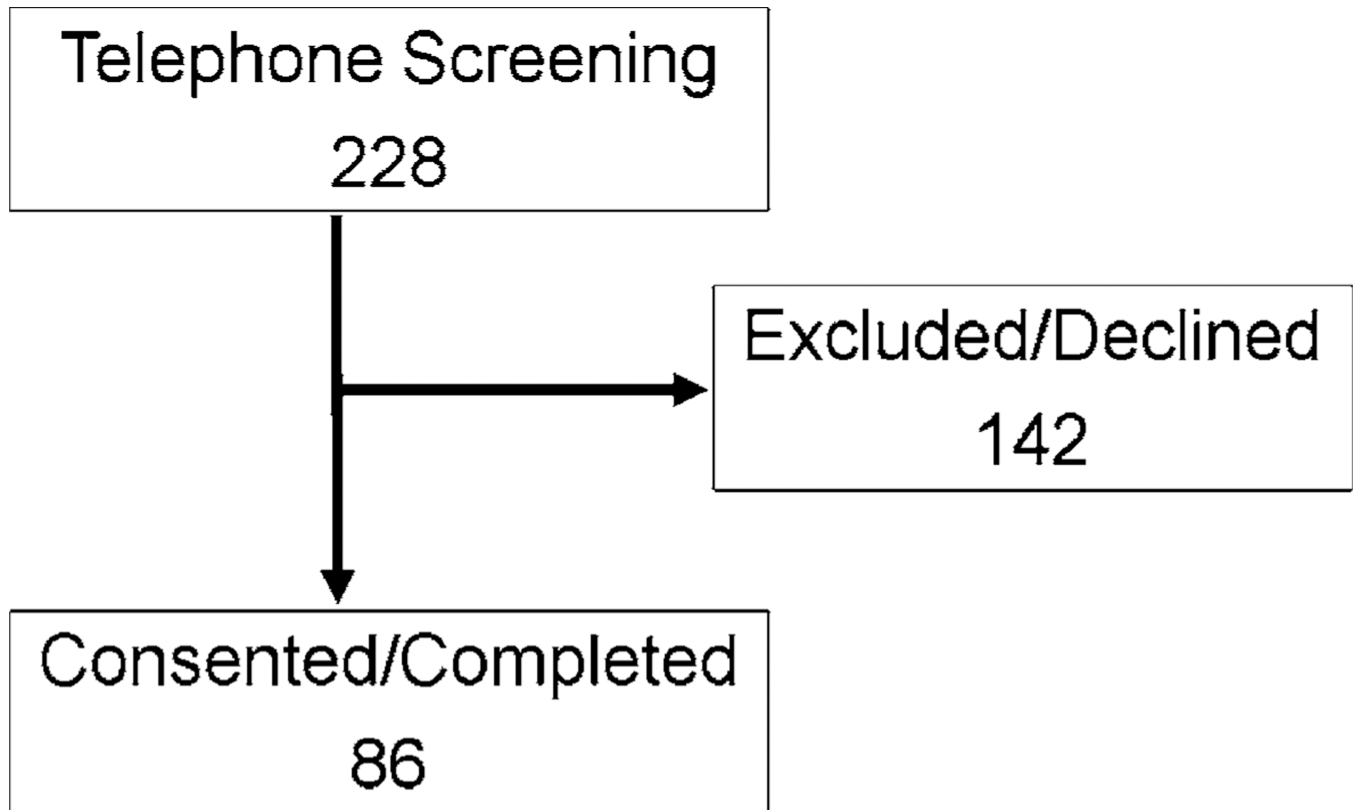 Telephone Screening
228
Excluded/Declined
142
Consented/Completed
86